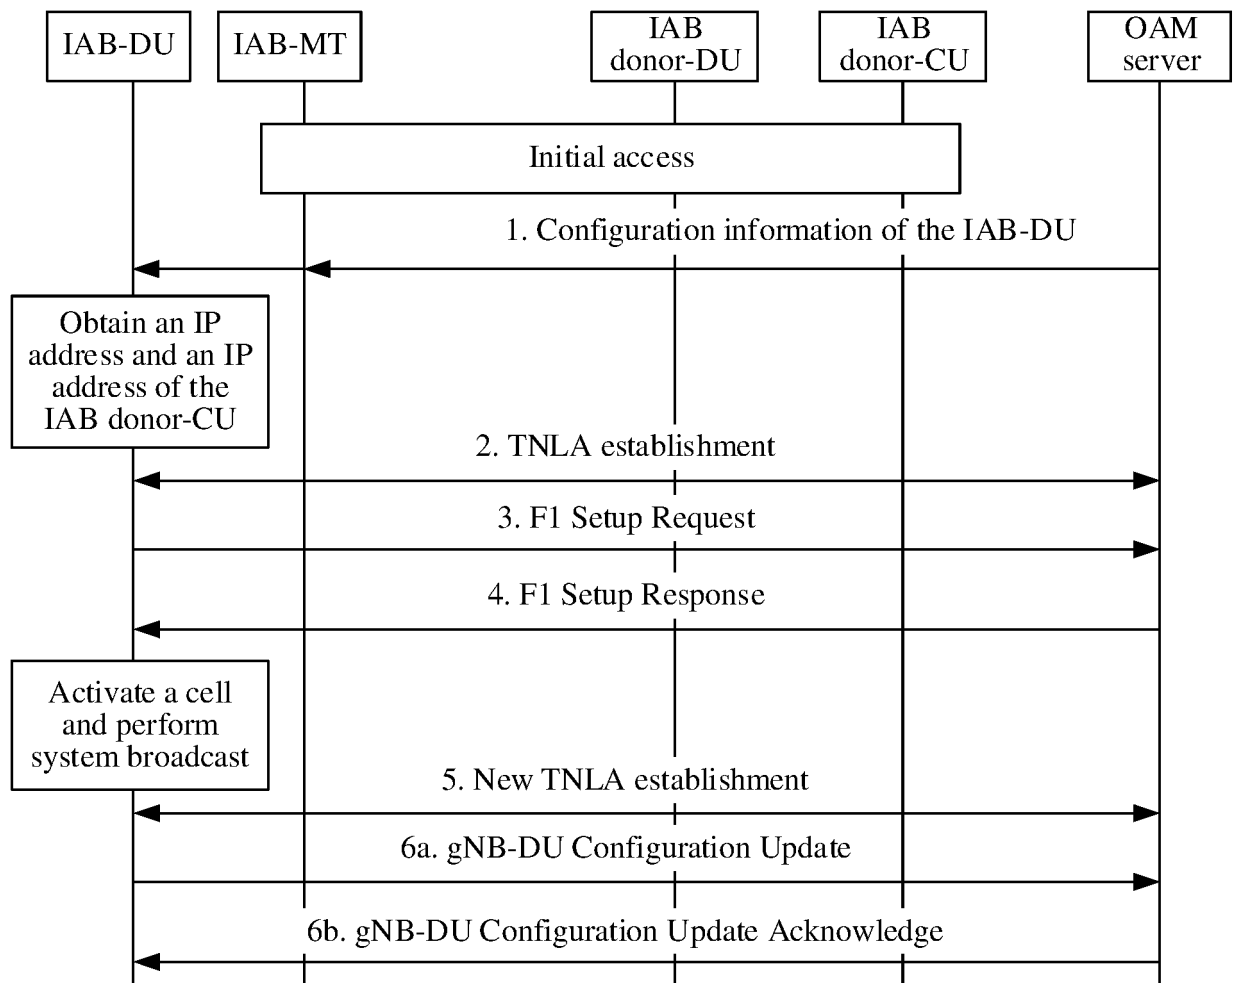 IAB-DU
IAB-MT
IAB
donor-DU
IAB
donor-CU
OAM
server
Initial access
1. Configuration information of the IAB-DU
Obtain an IP
address and an IP
address of the
IAB donor-CU
2. TNLA establishment
3. F1 Setup Request
4. F1 Setup Response
Activate a cell
and perform
system broadcast
5. New TNLA establishment
6a. gNB-DU Configuration Update
6b. gNB-DU Configuration Update Acknowledge